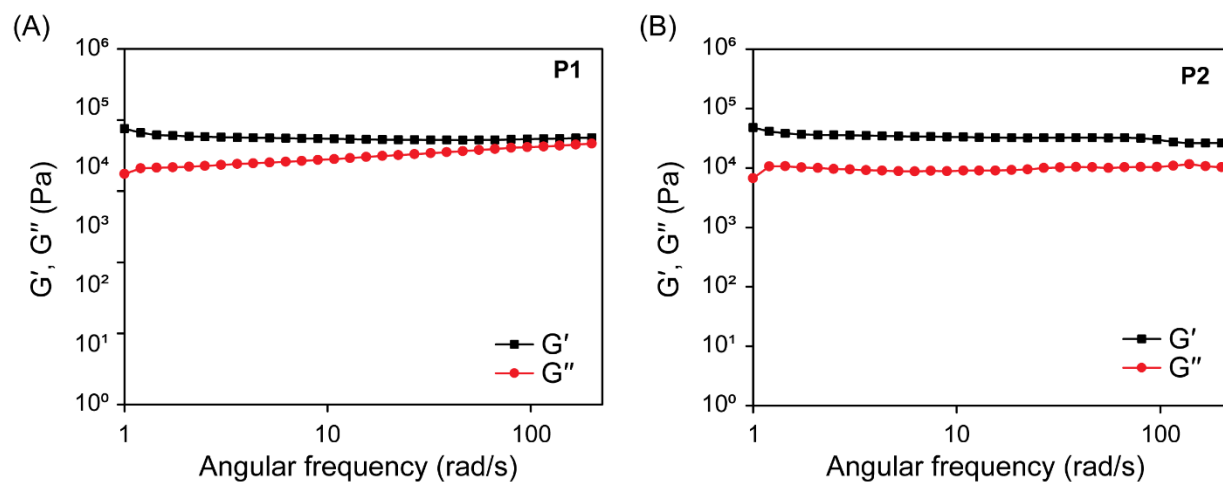 (A)
P1
10⁶
10⁵
10⁴
10³
10²
10¹
10⁰
G′, G″ (Pa)
G′
G″
1 10 100
Angular frequency (rad/s)
(B)
P2
10⁶
10⁵
10⁴
10³
10²
10¹
10⁰
G′, G″ (Pa)
G′
G″
1 10 100
Angular frequency (rad/s)